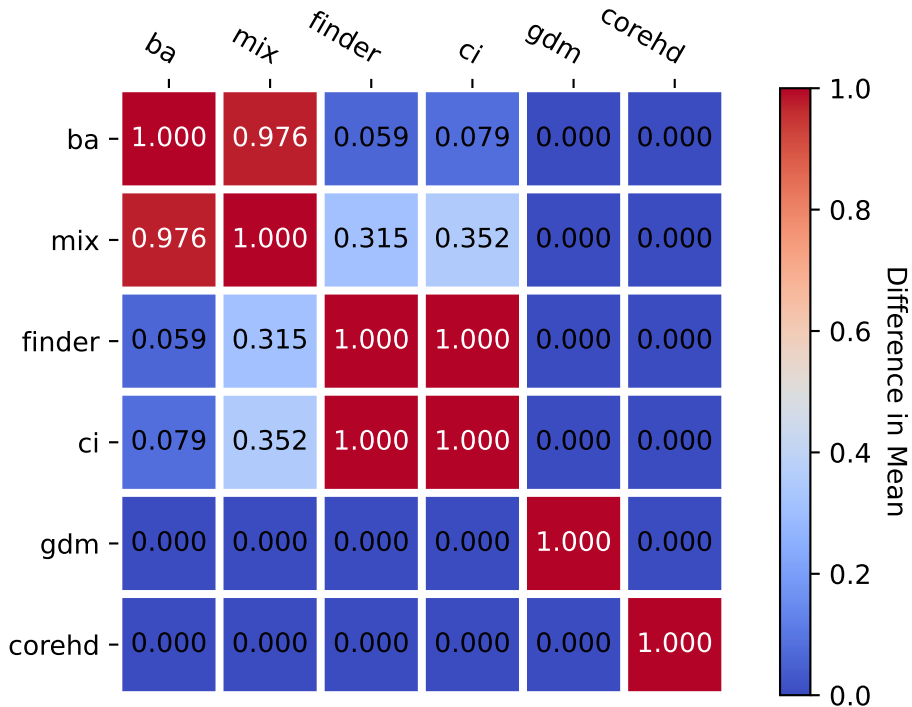 ba mix finder ci gdm corehd
ba 1.000 0.976 0.059 0.079 0.000 0.000
mix 0.976 1.000 0.315 0.352 0.000 0.000
finder 0.059 0.315 1.000 1.000 0.000 0.000
ci 0.079 0.352 1.000 1.000 0.000 0.000
gdm 0.000 0.000 0.000 0.000 1.000 0.000
corehd 0.000 0.000 0.000 0.000 0.000 1.000
1.0
0.8
0.6
0.4
0.2
0.0
Difference in Mean